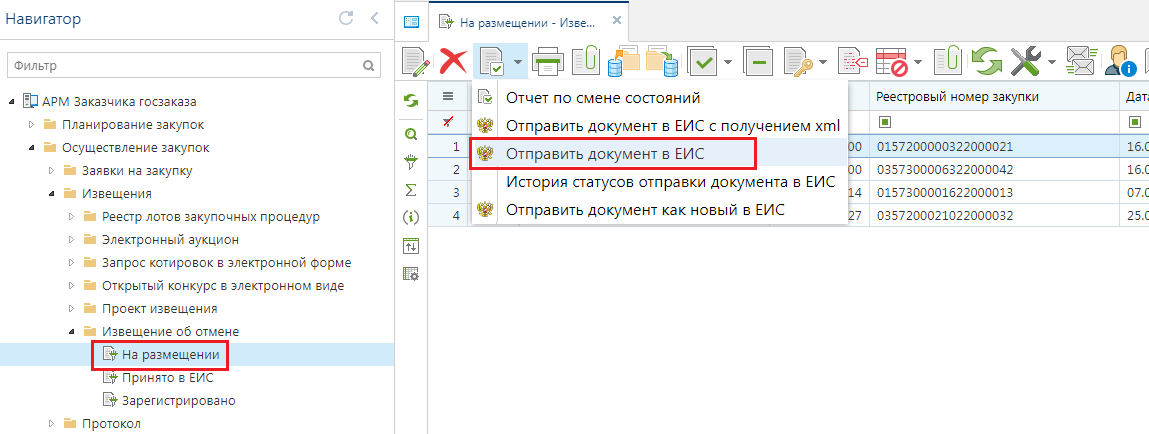 Навигатор
Фильтр
АРМ Заказчика госзаказа
Планирование закупок
Осуществление закупок
Заявки на закупку
Извещения
Реестр лотов закупочных процедур
Электронный аукцион
Запрос котировок в электронной форме
Открытый конкурс в электронном виде
Проект извещения
Извещение об отмене
На размещении
Принято в ЕИС
Зарегистрировано
Протокол
На размещении - Изве...
Отчет по смене состояний
Отправить документ в ЕИС с получением xml
Отправить документ в ЕИС
История статусов отправки документа в ЕИС
Отправить документ как новый в ЕИС
Реестровый номер закупки Дата
1 00 0157200000322000021 16.0
2 00 0357300006322000042 16.0
3 14 0157300001622000013 07.0
4 27 0357200021022000032 25.0